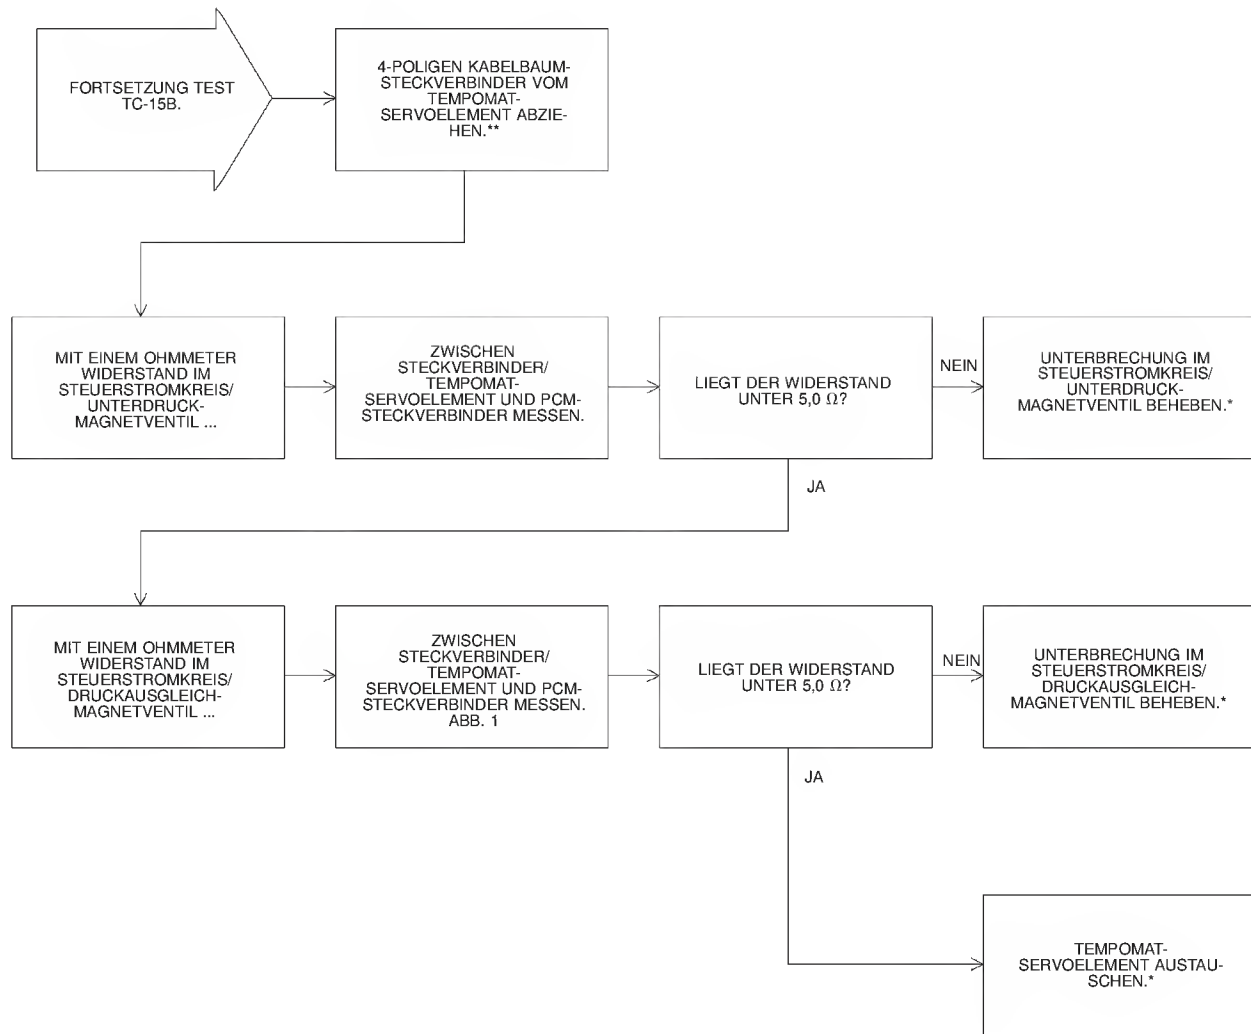 FORTSETZUNG TEST
TC-15B.
4-POLIGEN KABELBAUM-
STECKVERBINDER VOM
TEMPOMAT-
SERVOELEMENT ABZIE-
HEN.**
MIT EINEM OHMMETER
WIDERSTAND IM
STEUERSTROMKREIS/
UNTERDRUCK-
MAGNETVENTIL ...
ZWISCHEN
STECKVERBINDER/
TEMPOMAT-
SERVOELEMENT UND PCM-
STECKVERBINDER MESSEN.
LIEGT DER WIDERSTAND
UNTER 5,0 Ω?
NEIN
UNTERBRECHUNG IM
STEUERSTROMKREIS/
UNTERDRUCK-
MAGNETVENTIL BEHEBEN.*
JA
MIT EINEM OHMMETER
WIDERSTAND IM
STEUERSTROMKREIS/
DRUCKAUSGLEICH-
MAGNETVENTIL ...
ZWISCHEN
STECKVERBINDER/
TEMPOMAT-
SERVOELEMENT UND PCM-
STECKVERBINDER MESSEN.
ABB. 1
LIEGT DER WIDERSTAND
UNTER 5,0 Ω?
NEIN
UNTERBRECHUNG IM
STEUERSTROMKREIS/
DRUCKAUSGLEICH-
MAGNETVENTIL BEHEBEN.*
JA
TEMPOMAT-
SERVOELEMENT AUSTAU-
SCHEN.*